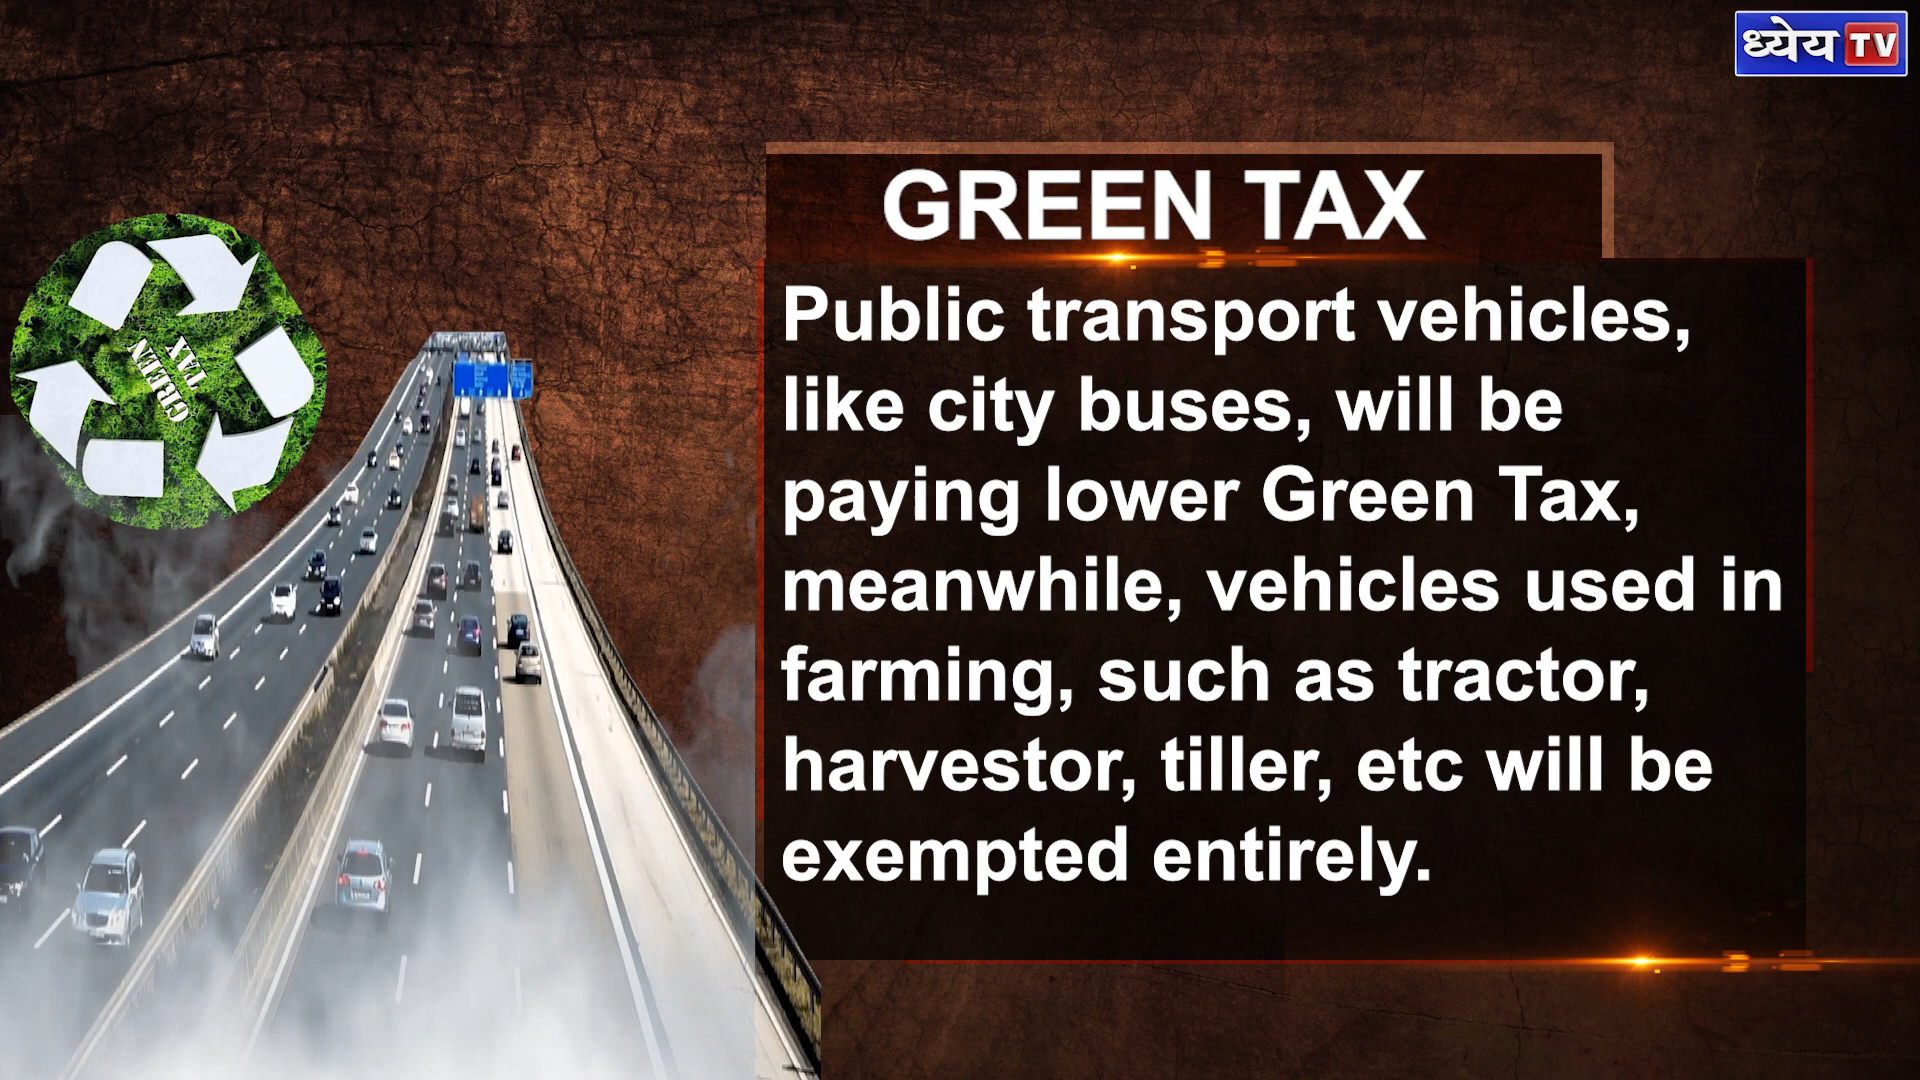 ध्येय TV
GREEN TAX
Public transport vehicles,
like city buses, will be
paying lower Green Tax,
meanwhile, vehicles used in
farming, such as tractor,
harvestor, tiller, etc will be
exempted entirely.
GREEN
TAX